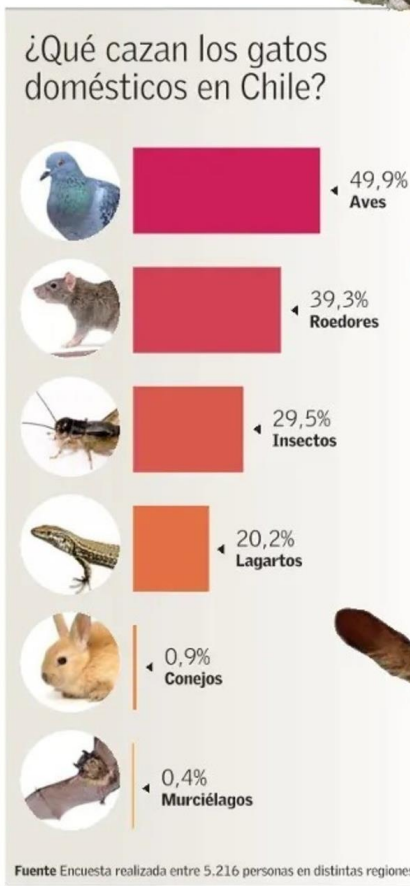 ¿Qué cazan los gatos
domésticos en Chile?
49,9%
Aves
39,3%
Roedores
29,5%
Insectos
20,2%
Lagartos
0,9%
Conejos
0,4%
Murciélagos
Fuente Encuesta realizada entre 5.216 personas en distintas regiones